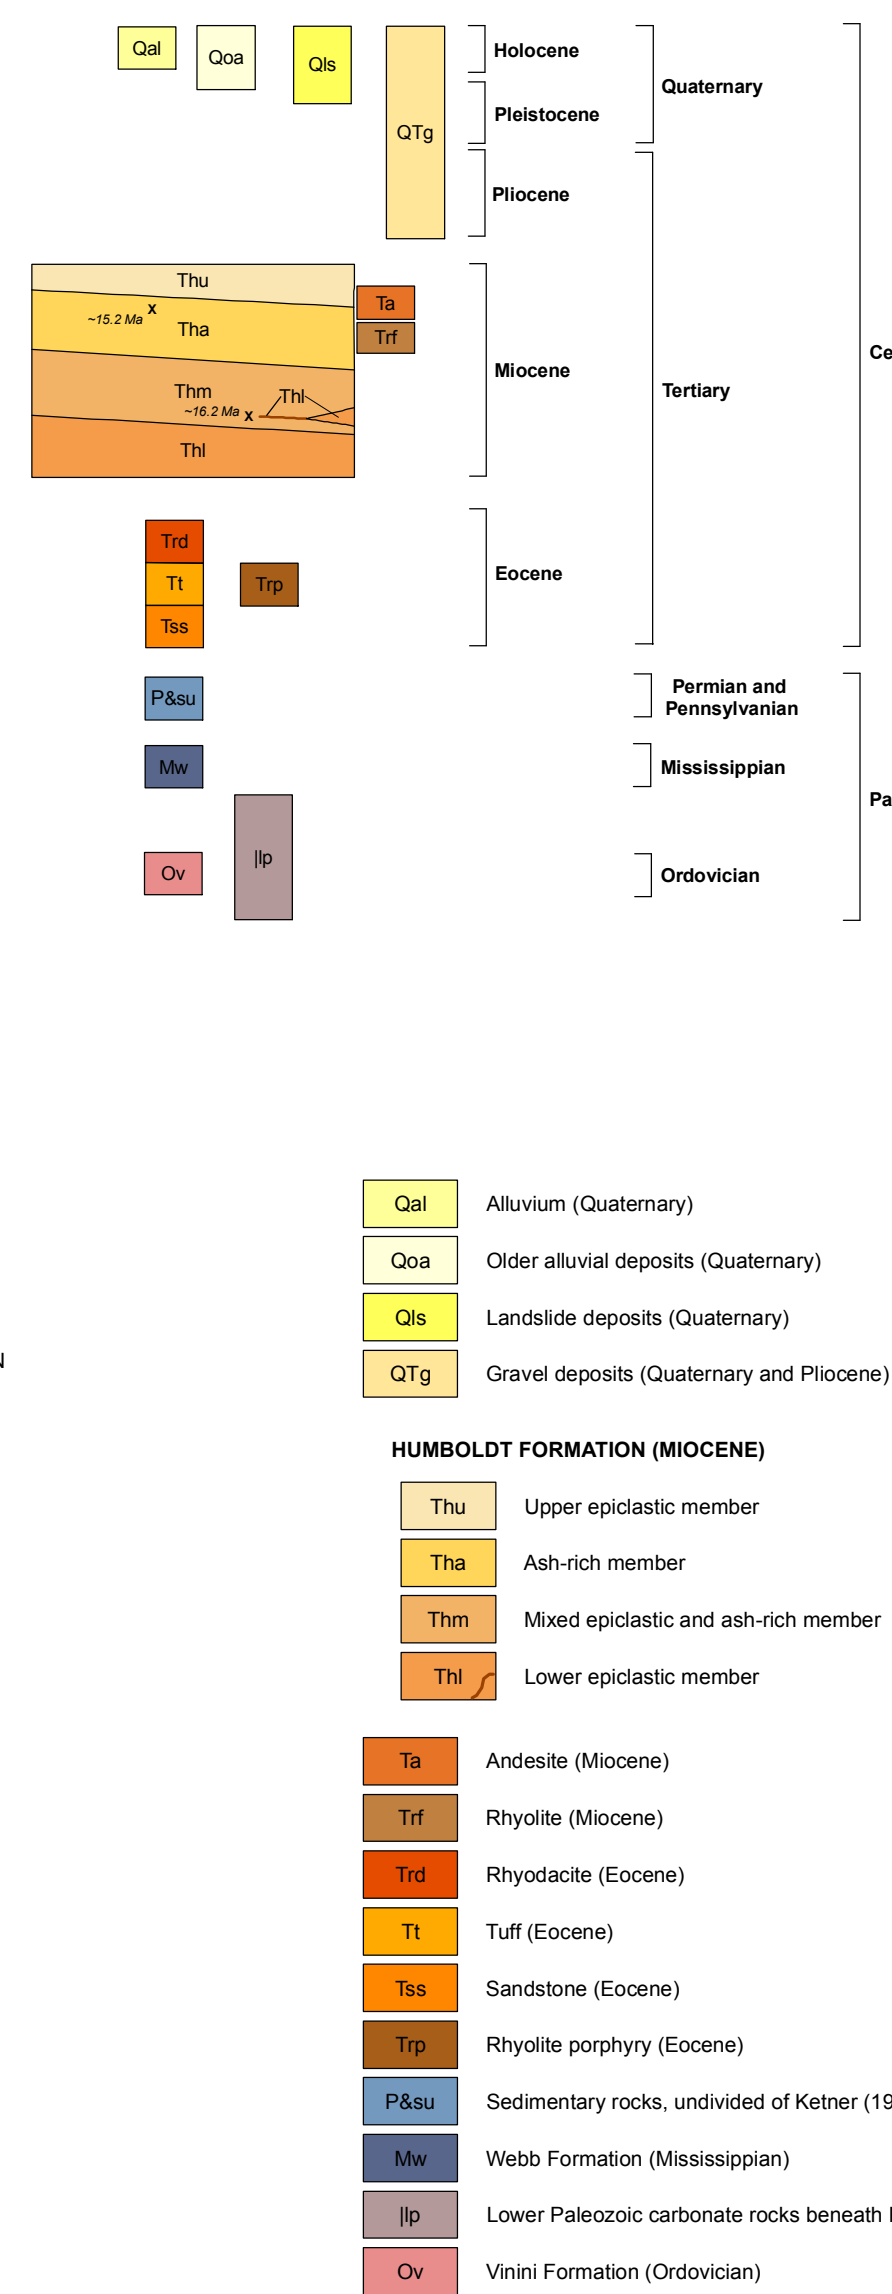 Qal
Qoa
Qls
QTg
Holocene
Pleistocene
Pliocene
Quaternary
Thu
~15.2 Ma x
Tha
Thm
Thl
~16.2 Ma x
Thl
Ta
Trf
Miocene
Tertiary
Ce
Trd
Tt
Tss
Trp
Eocene
P&su
Permian and
Pennsylvanian
Mw
Mississippian
Pa
|lp
Ov
Ordovician
Qal Alluvium (Quaternary)
Qoa Older alluvial deposits (Quaternary)
Qls Landslide deposits (Quaternary)
N
QTg Gravel deposits (Quaternary and Pliocene)
HUMBOLDT FORMATION (MIOCENE)
Thu Upper epiclastic member
Tha Ash-rich member
Thm Mixed epiclastic and ash-rich member
Thl Lower epiclastic member
Ta Andesite (Miocene)
Trf Rhyolite (Miocene)
Trd Rhyodacite (Eocene)
Tt Tuff (Eocene)
Tss Sandstone (Eocene)
Trp Rhyolite porphyry (Eocene)
P&su Sedimentary rocks, undivided of Ketner (19
Mw Webb Formation (Mississippian)
|lp Lower Paleozoic carbonate rocks beneath
Ov Vinini Formation (Ordovician)